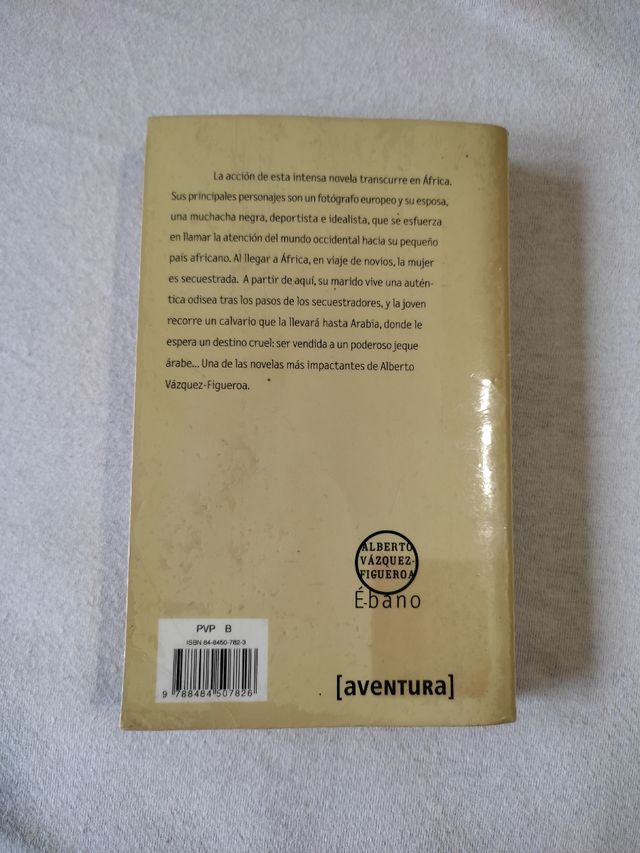 La acción de esta intensa novela transcurre en África.
Sus principales personajes son un fotógrafo europeo y su esposa,
una muchacha negra, deportista e idealista, que se esfuerza
en llamar la atención del mundo occidental hacia su pequeño
país africano. Al llegar a África, en viaje de novios, la mujer
es secuestrada. A partir de aquí, su marido vive una autén-
tica odisea tras los pasos de los secuestradores, y la joven
recorre un calvario que la llevará hasta Arabia, donde le
espera un destino cruel: ser vendida a un poderoso jeque
árabe... Una de las novelas más impactantes de Alberto
Vázquez-Figueroa.
ALBERTO
VÁZQUEZ-
FIGUEROA
Ébano
PVP B
ISBN 84-8450-782-3
9 788484 507826
[aveNTURa]